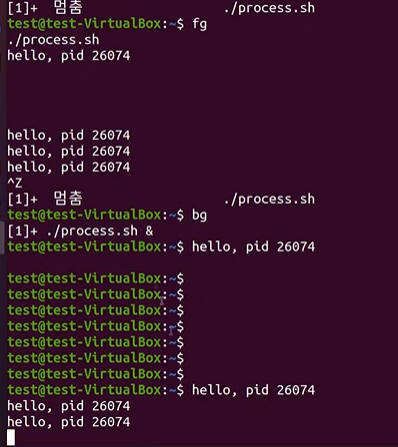 [1]+  멈춤                  ./process.sh
test@test-VirtualBox:~$ fg
./process.sh
hello, pid 26074
hello, pid 26074
hello, pid 26074
hello, pid 26074
^Z
[1]+  멈춤                  ./process.sh
test@test-VirtualBox:~$ bg
[1]+ ./process.sh &
test@test-VirtualBox:~$ hello, pid 26074
test@test-VirtualBox:~$
test@test-VirtualBox:~$
test@test-VirtualBox:~$
test@test-VirtualBox:~$
test@test-VirtualBox:~$
test@test-VirtualBox:~$
test@test-VirtualBox:~$
test@test-VirtualBox:~$ hello, pid 26074
hello, pid 26074
hello, pid 26074